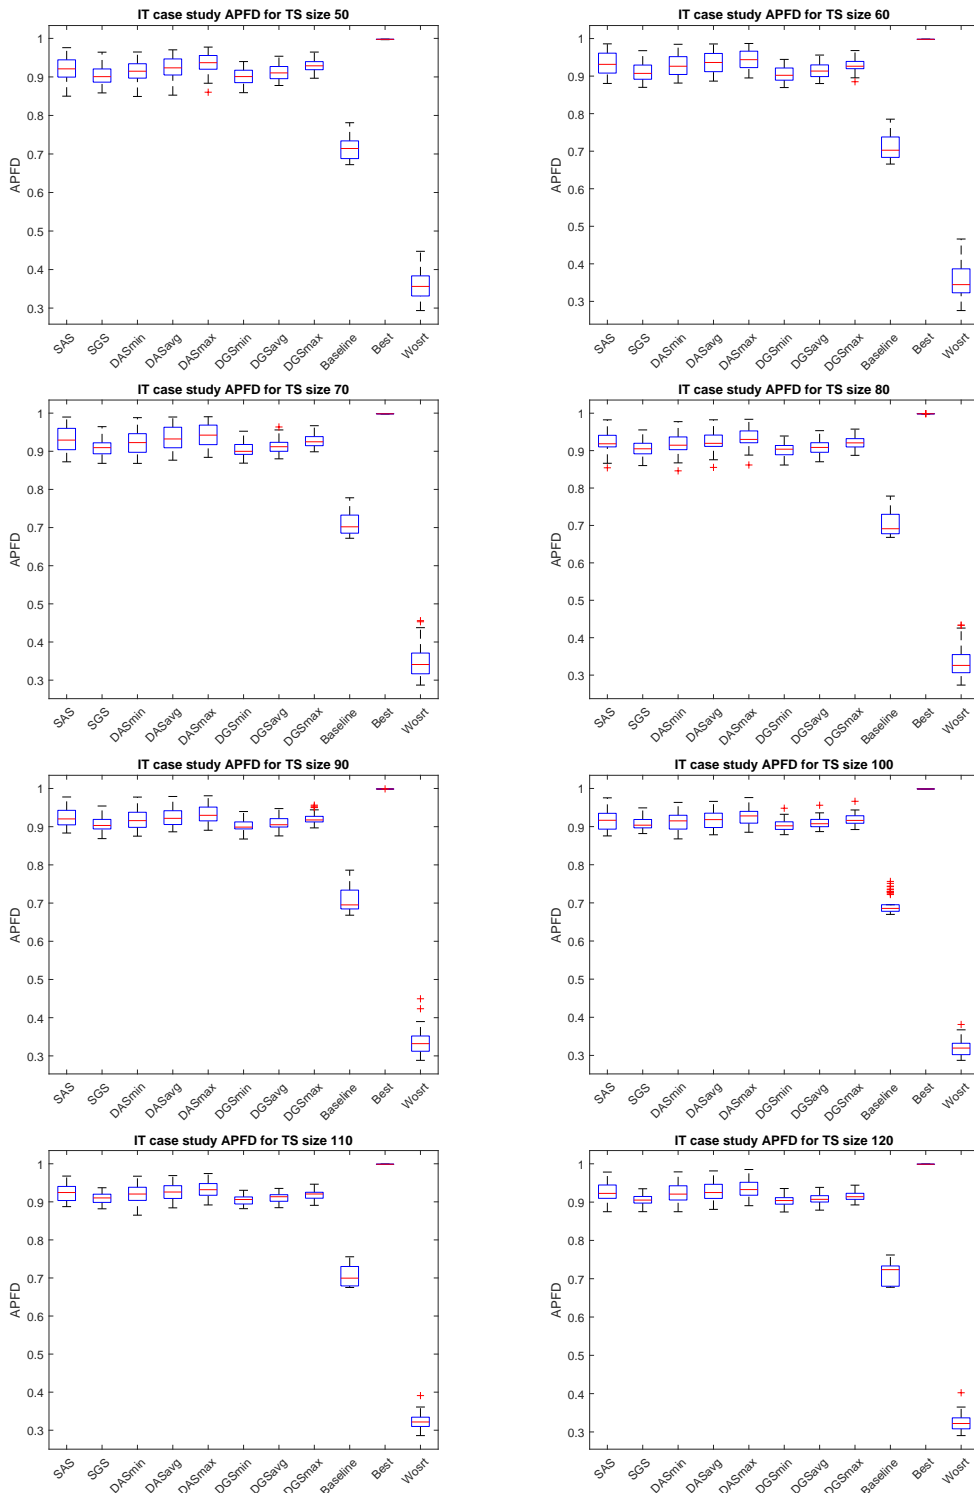 IT case study APFD for TS size 50
1
0.9
0.8
0.7
0.6
0.5
0.4
0.3
APFD
SAS
SGS
DASmin
DASavg
DASmax
DGSmin
DGSavg
DGSmax
Baseline
Best
Wosrt
IT case study APFD for TS size 60
1
0.9
0.8
0.7
0.6
0.5
0.4
0.3
APFD
SAS
SGS
DASmin
DASavg
DASmax
DGSmin
DGSavg
DGSmax
Baseline
Best
Wosrt
IT case study APFD for TS size 70
1
0.9
0.8
0.7
0.6
0.5
0.4
0.3
APFD
SAS
SGS
DASmin
DASavg
DASmax
DGSmin
DGSavg
DGSmax
Baseline
Best
Wosrt
IT case study APFD for TS size 80
1
0.9
0.8
0.7
0.6
0.5
0.4
0.3
APFD
SAS
SGS
DASmin
DASavg
DASmax
DGSmin
DGSavg
DGSmax
Baseline
Best
Wosrt
IT case study APFD for TS size 90
1
0.9
0.8
0.7
0.6
0.5
0.4
0.3
APFD
SAS
SGS
DASmin
DASavg
DASmax
DGSmin
DGSavg
DGSmax
Baseline
Best
Wosrt
IT case study APFD for TS size 100
1
0.9
0.8
0.7
0.6
0.5
0.4
0.3
APFD
SAS
SGS
DASmin
DASavg
DASmax
DGSmin
DGSavg
DGSmax
Baseline
Best
Wosrt
IT case study APFD for TS size 110
1
0.9
0.8
0.7
0.6
0.5
0.4
0.3
APFD
SAS
SGS
DASmin
DASavg
DASmax
DGSmin
DGSavg
DGSmax
Baseline
Best
Wosrt
IT case study APFD for TS size 120
1
0.9
0.8
0.7
0.6
0.5
0.4
0.3
APFD
SAS
SGS
DASmin
DASavg
DASmax
DGSmin
DGSavg
DGSmax
Baseline
Best
Wosrt